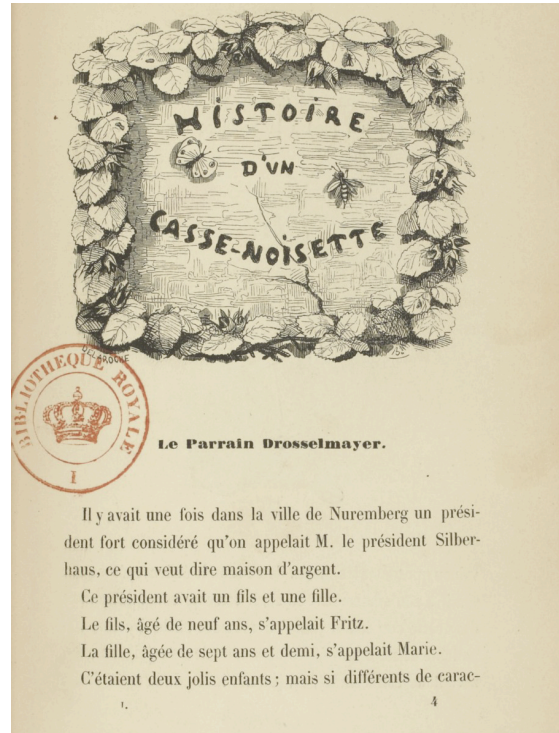 HISTOIRE
D'UN
CASSE-NOISETTE
DELBROCHE
BIBLIOTHEQUE ROYALE
I
Le Parrain Drosselmayer.
Il y avait une fois dans la ville de Nuremberg un prési-
dent fort considéré qu'on appelait M. le président Silber-
haus, ce qui veut dire maison d'argent.
Ce président avait un fils et une fille.
Le fils, âgé de neuf ans, s'appelait Fritz.
La fille, âgée de sept ans et demi, s'appelait Marie.
C'étaient deux jolis enfants ; mais si différents de carac-
I. 4